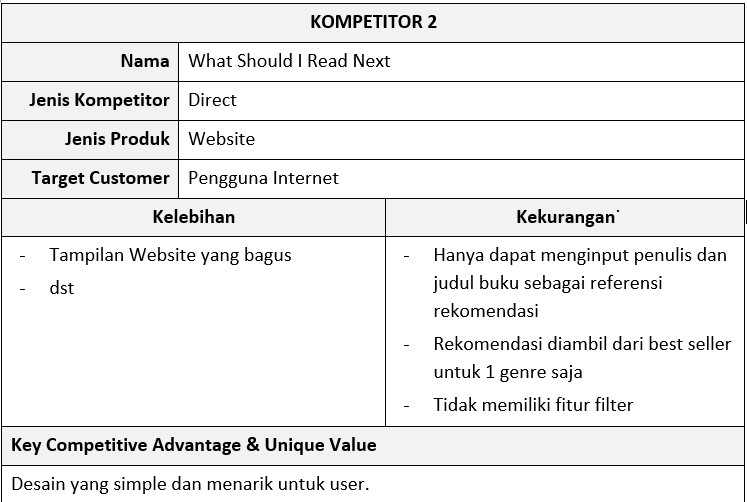 KOMPETITOR 2
Nama What Should I Read Next
Jenis Kompetitor Direct
Jenis Produk Website
Target Customer Pengguna Internet
Kelebihan Kekurangan
- Tampilan Website yang bagus
- dst
- Hanya dapat menginput penulis dan
judul buku sebagai referensi
rekomendasi
- Rekomendasi diambil dari best seller
untuk 1 genre saja
- Tidak memiliki fitur filter
Key Competitive Advantage & Unique Value
Desain yang simple dan menarik untuk user.